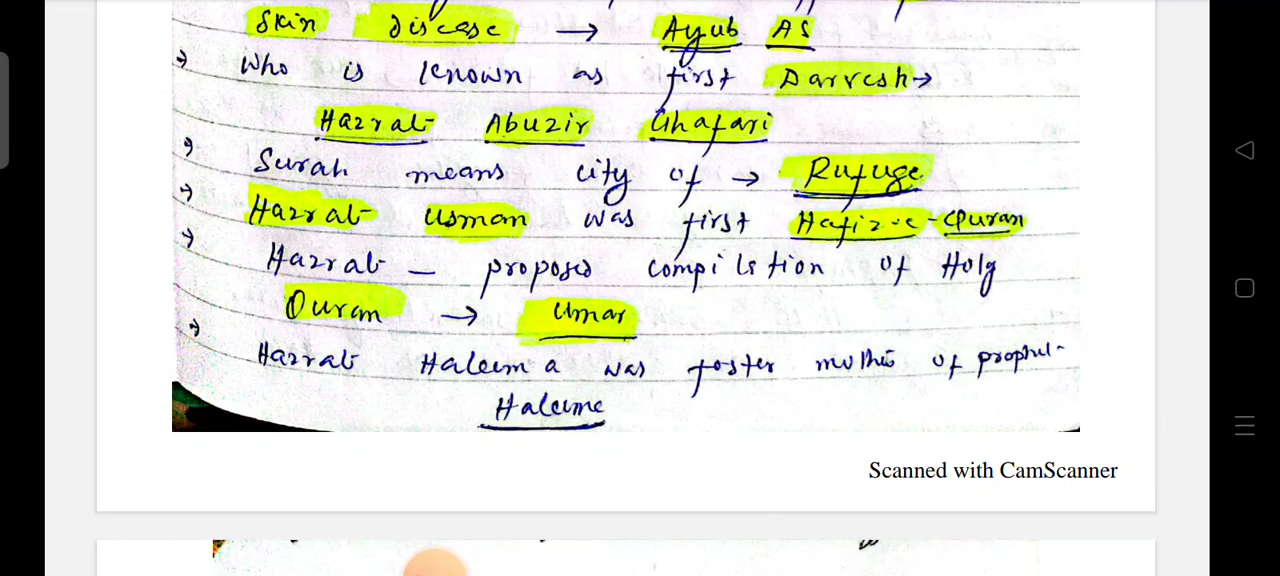 Skin disease → Ayub AS
→ Who is known as first Darvesh→
Hazrat Abuzir Ghafari
→ Surah means city of → Rufuge
→ Hazrat Usman was first Hafiz-e-Quran
→ Hazrat — proposed compilation of Holy
Quran → Umar
→ Hazrat Haleema was foster mother of prophet
Haleeme
Scanned with CamScanner